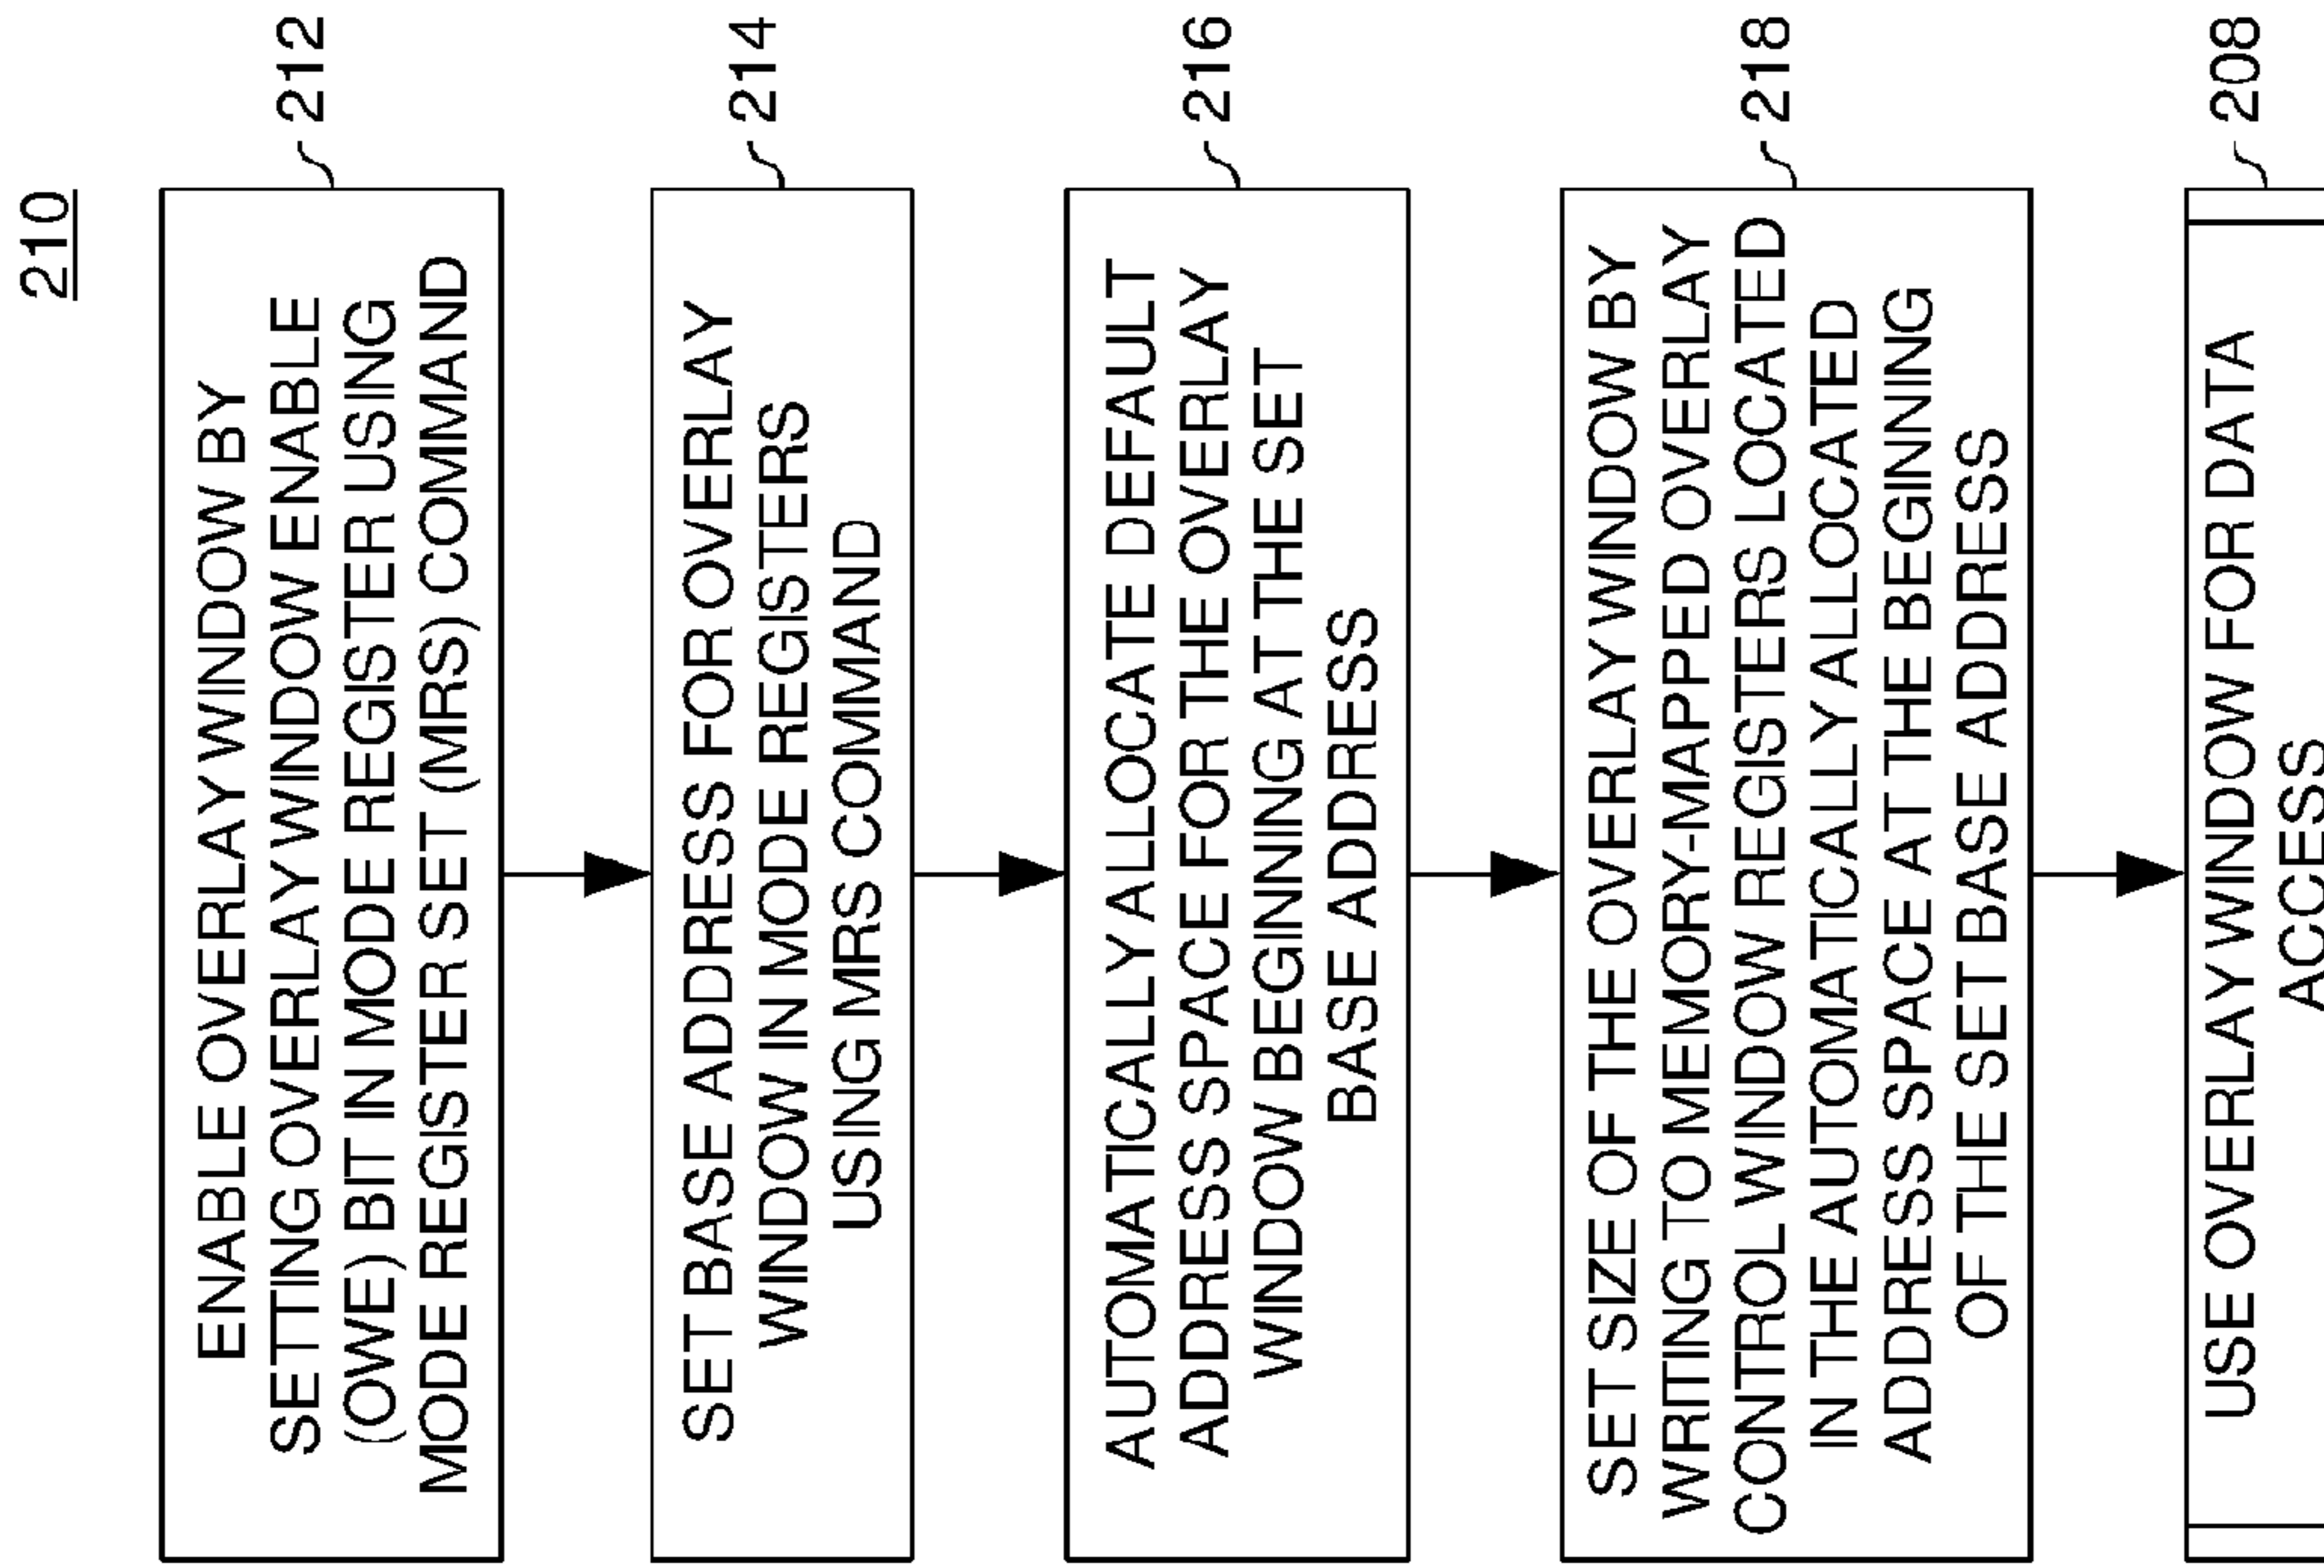 210
ENABLE OVERLAY WINDOW BY
SETTING OVERLAY WINDOW ENABLE
(OWE) BIT IN MODE REGISTER USING
MODE REGISTER SET (MRS) COMMAND
212
SET BASE ADDRESS FOR OVERLAY
WINDOW IN MODE REGISTERS
USING MRS COMMAND
214
AUTOMATICALLY ALLOCATE DEFAULT
ADDRESS SPACE FOR THE OVERLAY
WINDOW BEGINNING AT THE SET
BASE ADDRESS
216
SET SIZE OF THE OVERLAY WINDOW BY
WRITING TO MEMORY-MAPPED OVERLAY
CONTROL WINDOW REGISTERS LOCATED
IN THE AUTOMATICALLY ALLOCATED
ADDRESS SPACE AT THE BEGINNING
OF THE SET BASE ADDRESS
218
USE OVERLAY WINDOW FOR DATA
ACCESS
208